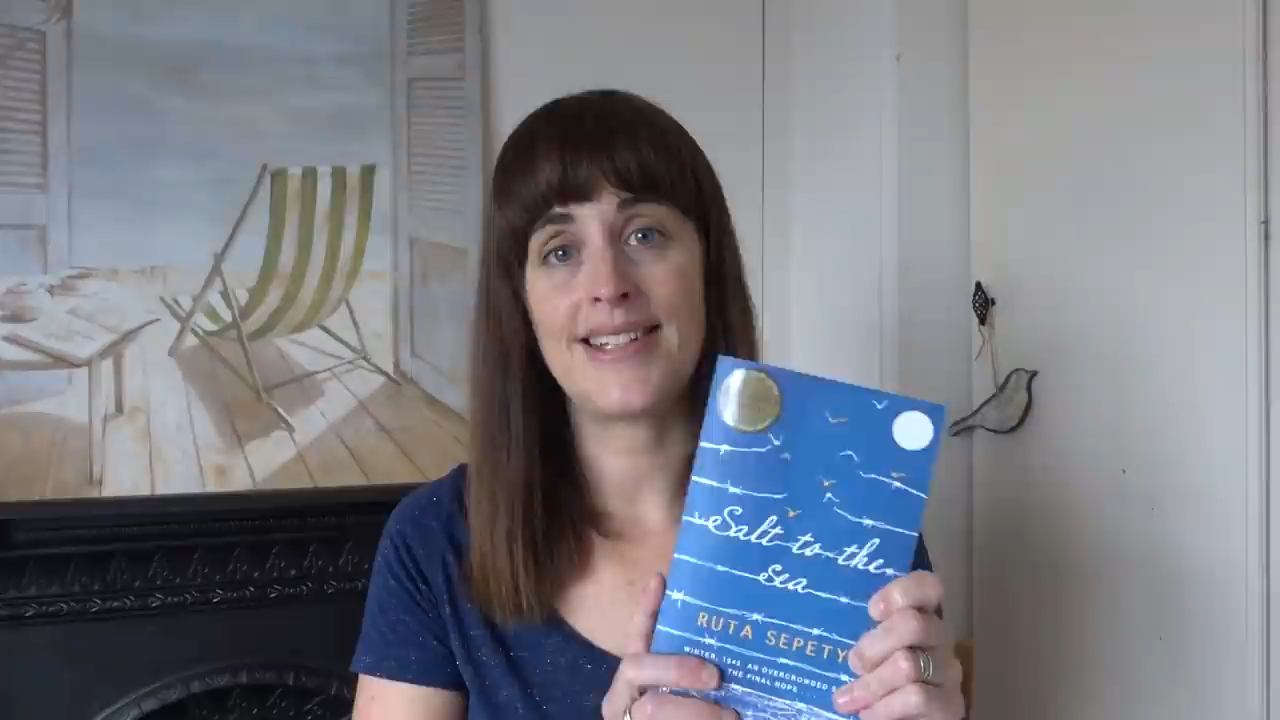 Salt to the
sea
RUTA SEPETY
WINTER, 1945. AN OVERCROWDED
THE FINAL HOPE